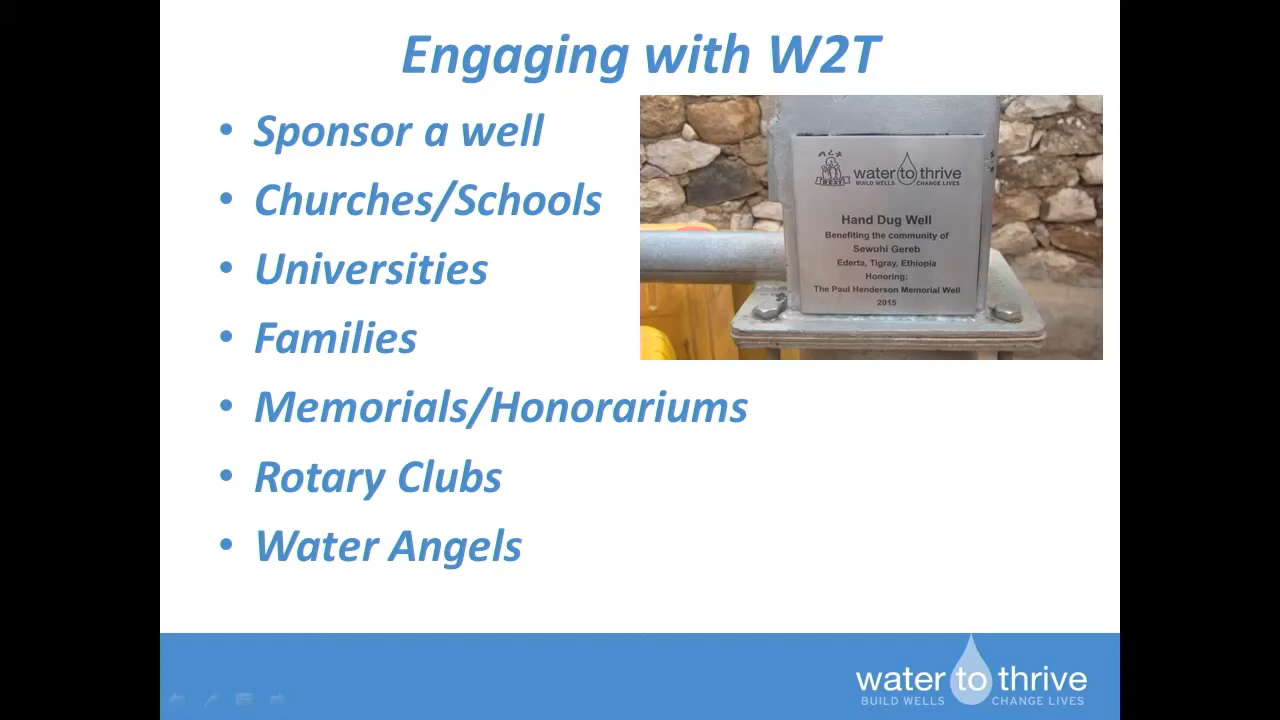 Engaging with W2T
• Sponsor a well
• Churches/Schools
• Universities
• Families
• Memorials/Honorariums
• Rotary Clubs
• Water Angels
water to thrive
BUILD WELLS CHANGE LIVES
Hand Dug Well
Benefiting the community of
Sewuhi Gereb
Ederta, Tigray, Ethiopia
Honoring:
The Paul Henderson Memorial Well
2015
water to thrive
BUILD WELLS CHANGE LIVES